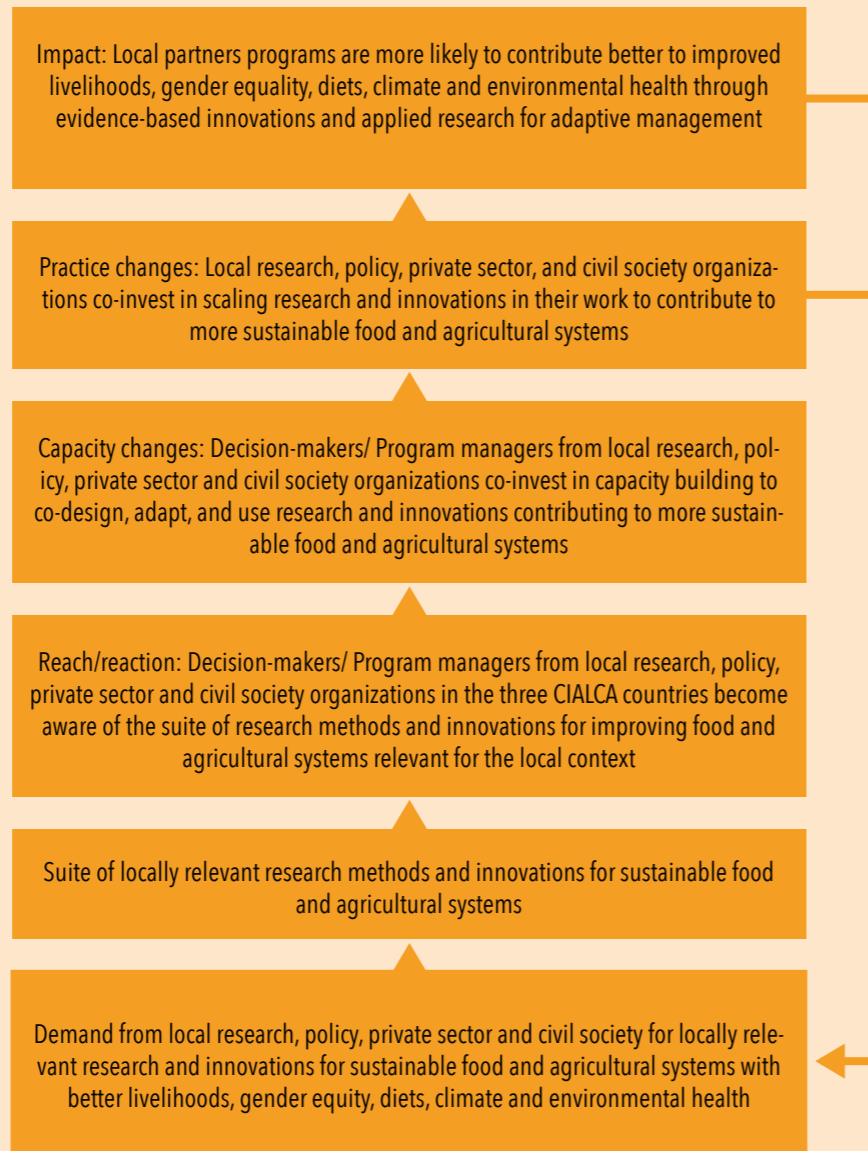 Impact: Local partners programs are more likely to contribute better to improved
livelihoods, gender equality, diets, climate and environmental health through
evidence-based innovations and applied research for adaptive management
Practice changes: Local research, policy, private sector, and civil society organiza-
tions co-invest in scaling research and innovations in their work to contribute to
more sustainable food and agricultural systems
Capacity changes: Decision-makers/ Program managers from local research, pol-
icy, private sector and civil society organizations co-invest in capacity building to
co-design, adapt, and use research and innovations contributing to more sustain-
able food and agricultural systems
Reach/reaction: Decision-makers/ Program managers from local research, policy,
private sector and civil society organizations in the three CIALCA countries become
aware of the suite of research methods and innovations for improving food and
agricultural systems relevant for the local context
Suite of locally relevant research methods and innovations for sustainable food
and agricultural systems
Demand from local research, policy, private sector and civil society for locally rele-
vant research and innovations for sustainable food and agricultural systems with
better livelihoods, gender equity, diets, climate and environmental health